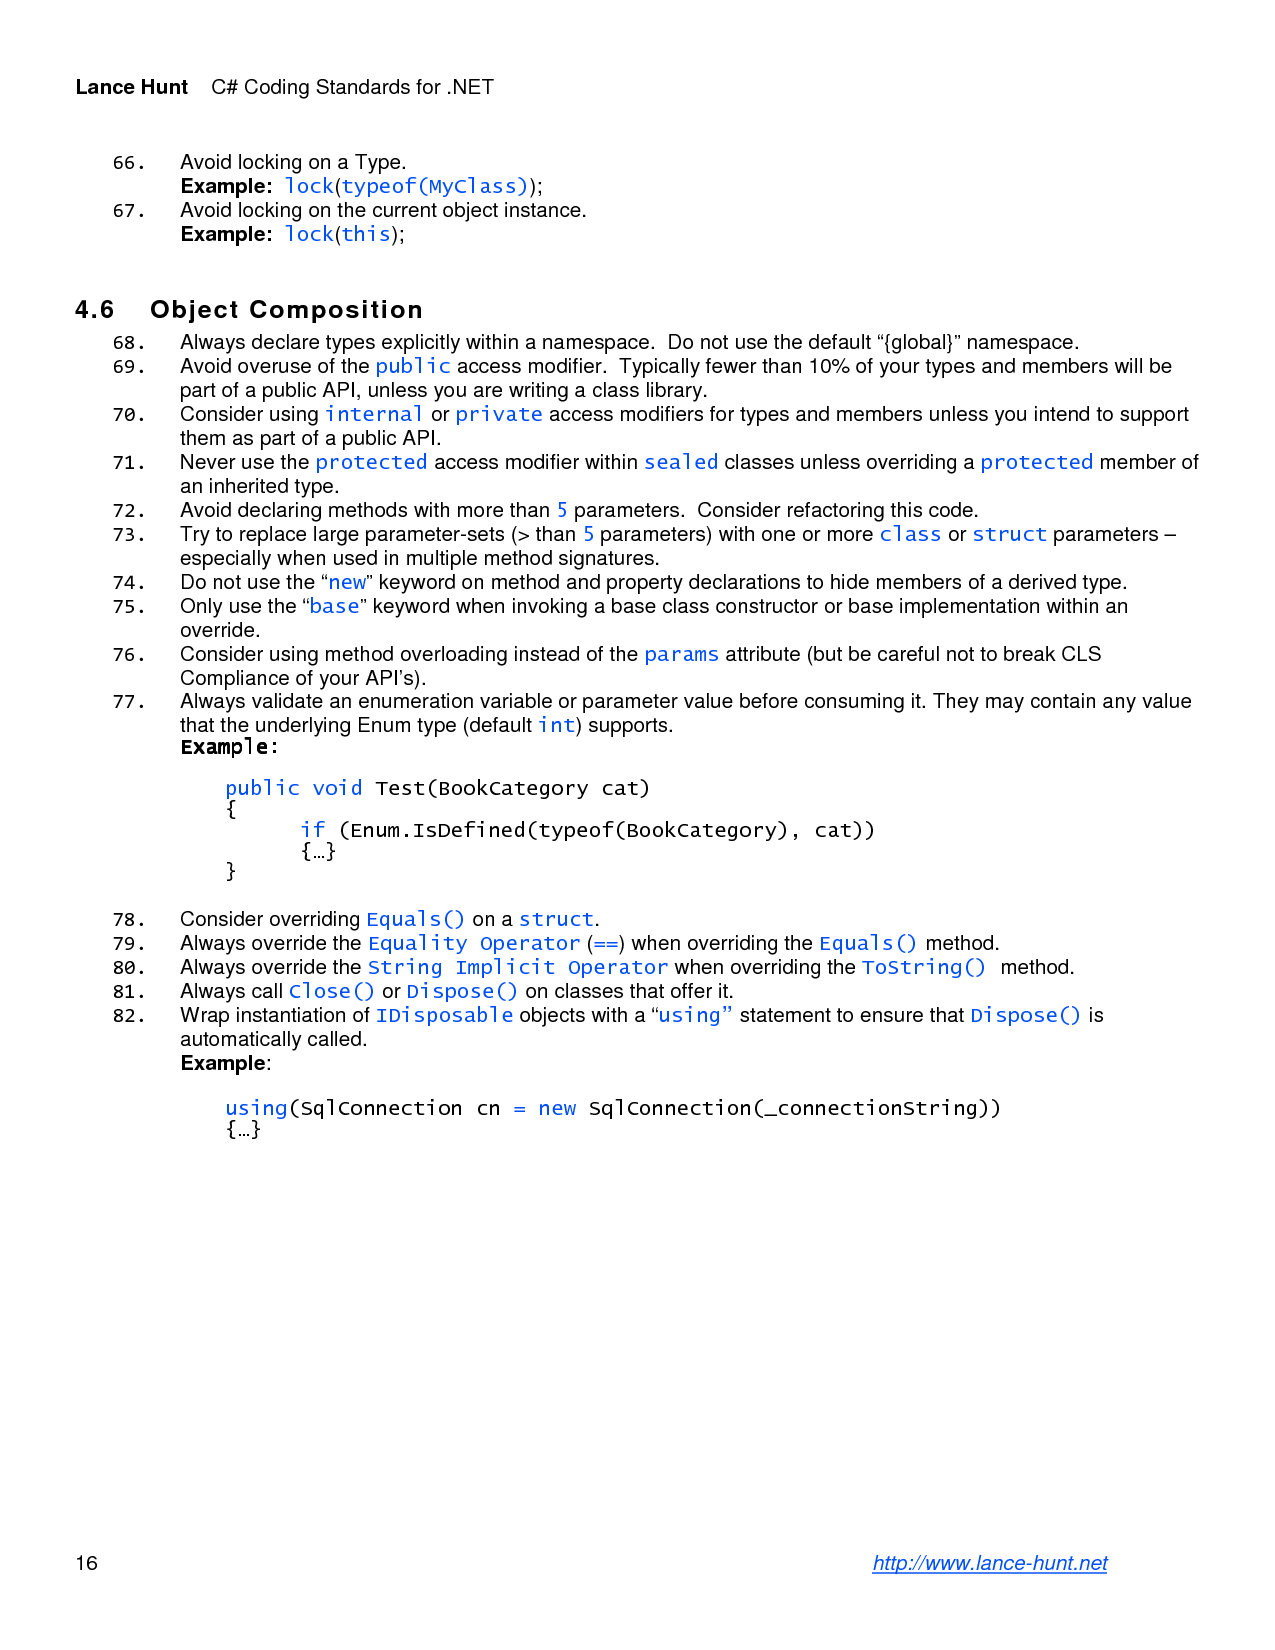 Lance Hunt C# Coding Standards for .NET
66. Avoid locking on a Type.
Example: lock(typeof(MyClass));
67. Avoid locking on the current object instance.
Example: lock(this);
4.6 Object Composition
68. Always declare types explicitly within a namespace. Do not use the default “{global}” namespace.
69. Avoid overuse of the public access modifier. Typically fewer than 10% of your types and members will be
part of a public API, unless you are writing a class library.
70. Consider using internal or private access modifiers for types and members unless you intend to support
them as part of a public API.
71. Never use the protected access modifier within sealed classes unless overriding a protected member of
an inherited type.
72. Avoid declaring methods with more than 5 parameters. Consider refactoring this code.
73. Try to replace large parameter-sets (> than 5 parameters) with one or more class or struct parameters –
especially when used in multiple method signatures.
74. Do not use the “new” keyword on method and property declarations to hide members of a derived type.
75. Only use the “base” keyword when invoking a base class constructor or base implementation within an
override.
76. Consider using method overloading instead of the params attribute (but be careful not to break CLS
Compliance of your API’s).
77. Always validate an enumeration variable or parameter value before consuming it. They may contain any value
that the underlying Enum type (default int) supports.
Example:
public void Test(BookCategory cat)
{
if (Enum.IsDefined(typeof(BookCategory), cat))
{…}
}
78. Consider overriding Equals() on a struct.
79. Always override the Equality Operator (==) when overriding the Equals() method.
80. Always override the String Implicit Operator when overriding the ToString() method.
81. Always call Close() or Dispose() on classes that offer it.
82. Wrap instantiation of IDisposable objects with a “using” statement to ensure that Dispose() is
automatically called.
Example:
using(SqlConnection cn = new SqlConnection(_connectionString))
{…}
16 http://www.lance-hunt.net